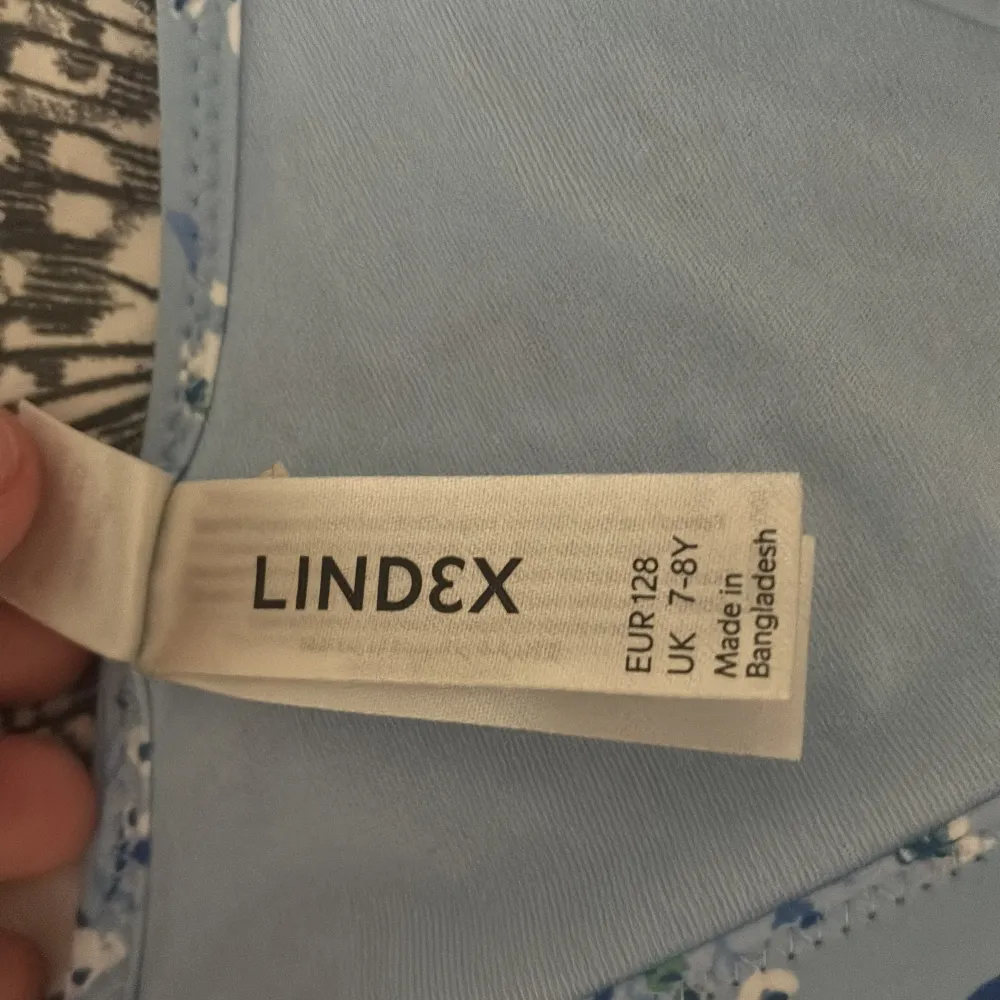 LINDEX
EUR 128
UK 7-8Y
Made in
Bangladesh